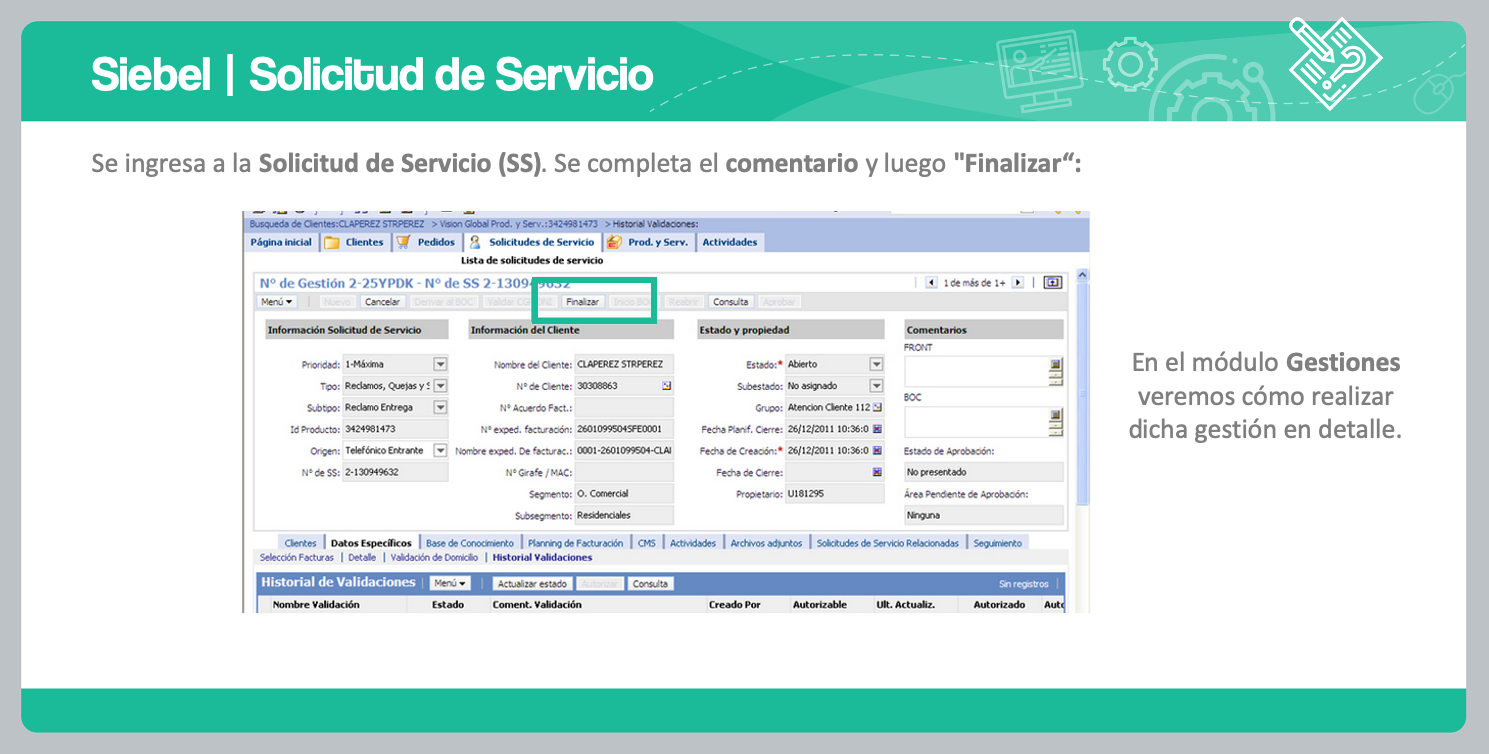 Siebel | Solicitud de Servicio
Se ingresa a la Solicitud de Servicio (SS). Se completa el comentario y luego "Finalizar“:
Busqueda de Clientes:CLAPEREZ STRPEREZ > Vision Global Prod. y Serv.:3424981473 > Historial Validaciones:
Página inicial Clientes Pedidos Solicitudes de Servicio Prod. y Serv. Actividades
Lista de solicitudes de servicio
Nº de Gestión 2-25YPDK - Nº de SS 2-130949632 1 de más de 1+
Menú Nuevo Cancelar Derivar al BOC Validar Finalizar Inicio Reabrir Consulta Aprobar
Información Solicitud de Servicio Información del Cliente Estado y propiedad Comentarios
FRONT
Prioridad: 1-Máxima Nombre del Cliente: CLAPEREZ STRPEREZ Estado:* Abierto
Tipo: Reclamos, Quejas y S Nº de Cliente: 30308863 Subestado: No asignado
BOC
Subtipo: Reclamo Entrega Nº Acuerdo Fact.: Grupo: Atencion Cliente 112
Id Producto: 3424981473 Nº exped. facturación: 2601099504SFE0001 Fecha Planif. Cierre: 26/12/2011 10:36:0
Origen: Telefónico Entrante Nombre exped. De facturac.: 0001-2601099504-CLAI Fecha de Creación:* 26/12/2011 10:36:0 Estado de Aprobación:
Nº de SS: 2-130949632 Nº Girafe / MAC: Fecha de Cierre: No presentado
Segmento: O. Comercial Propietario: U181295 Área Pendiente de Aprobación:
Subsegmento: Residenciales Ninguna
Clientes Datos Específicos Base de Conocimiento Planning de Facturación CMS Actividades Archivos adjuntos Solicitudes de Servicio Relacionadas Seguimiento
Selección Facturas | Detalle | Validación de Domicilio | Historial Validaciones
Historial de Validaciones Menú Actualizar estado Autorizar Consulta Sin registros
Nombre Validación Estado Coment. Validación Creado Por Autorizable Ult. Actualiz. Autorizado Auto
En el módulo Gestiones
veremos cómo realizar
dicha gestión en detalle.